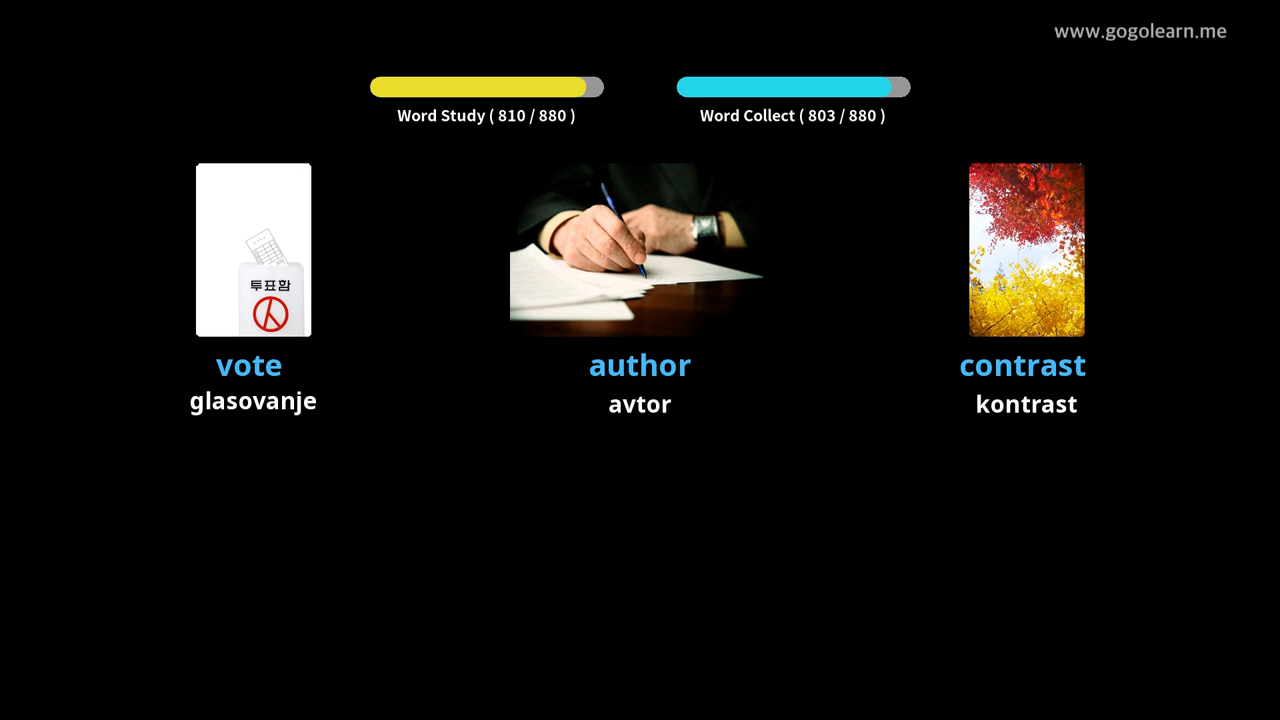 www.gogolearn.me
Word Study ( 810 / 880 )
Word Collect ( 803 / 880 )
투표함
vote
glasovanje
author
avtor
contrast
kontrast